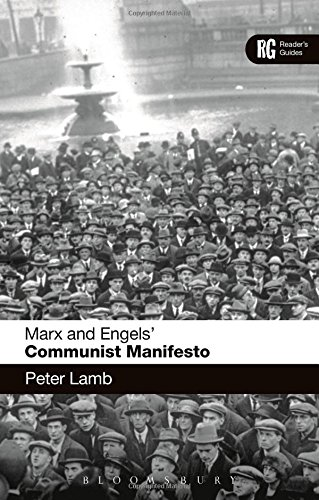 RG
Reader's
Guides
Marx and Engels'
Communist Manifesto
Peter Lamb
BLOOMSBURY